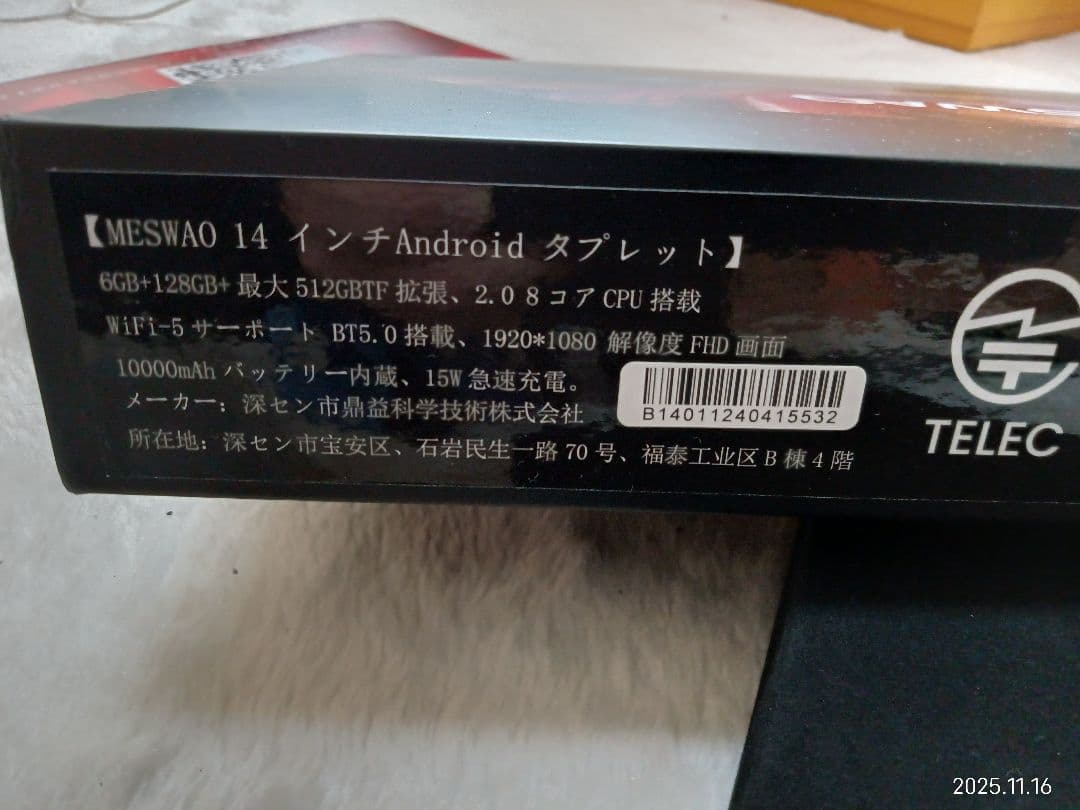 【MESWAO 14 インチAndroid タプレット】
6GB+128GB+ 最大 512GBTF 拡張、2.0 8 コア CPU 搭載
WiFi-5 サーポート BT5.0 搭載、1920*1080 解像度 FHD 画面
10000mAh バッテリー内蔵、15W 急速充電。
メーカー: 深セン市鼎益科学技術株式会社
所在地: 深セン市宝安区、石岩民生一路 70 号、福泰工业区 B 棟 4 階
B14011240415532
TELEC
2025.11.16